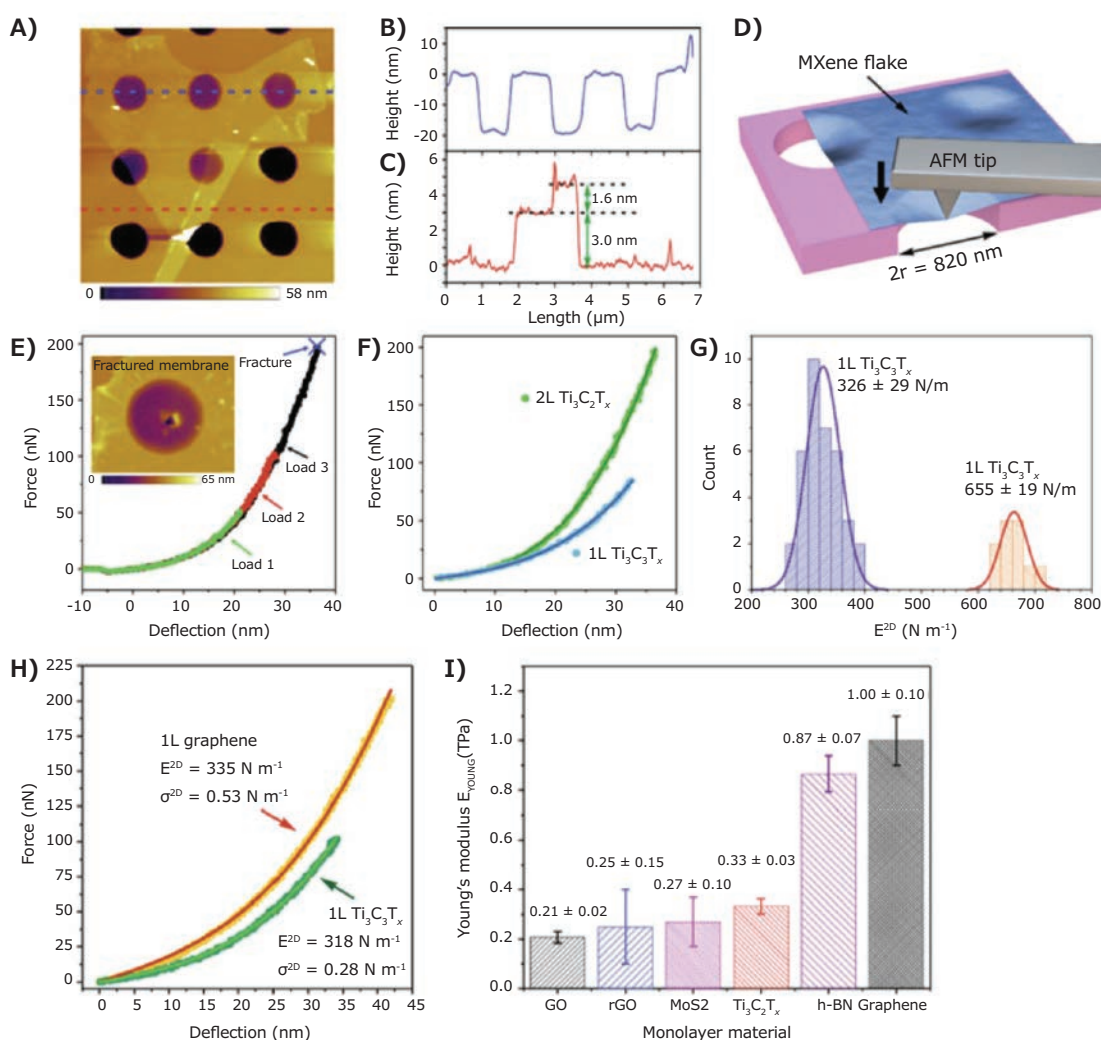 A)
0
58 nm
B)
Height (nm)
10
0
-10
-20
C)
Height (nm)
6
4
2
0
1.6 nm
3.0 nm
0 1 2 3 4 5 6 7
Length (µm)
D)
MXene flake
AFM tip
2r = 820 nm
E)
Force (nN)
200
150
100
50
0
Fractured membrane
Fracture
0
65 nm
Load 3
Load 2
Load 1
-10 0 10 20 30 40
Deflection (nm)
F)
Force (nN)
200
150
100
50
0
2L Ti₃C₂Tₓ
1L Ti₃C₃Tₓ
0 10 20 30 40
Deflection (nm)
G)
Count
10
8
6
4
2
0
1L Ti₃C₃Tₓ
326 ± 29 N/m
1L Ti₃C₃Tₓ
655 ± 19 N/m
200 300 400 500 600 700 800
E²ᴰ (N m⁻¹)
H)
Force (nN)
225
200
175
150
125
100
75
50
25
0
1L graphene
E²ᴰ = 335 N m⁻¹
σ²ᴰ = 0.53 N m⁻¹
1L Ti₃C₃Tₓ
E²ᴰ = 318 N m⁻¹
σ²ᴰ = 0.28 N m⁻¹
0 5 10 15 20 25 30 35 40 45
Deflection (nm)
I)
Young's modulus E_YOUNG(TPa)
1.2
1.0
0.8
0.6
0.4
0.2
0.0
0.21 ± 0.02
0.25 ± 0.15
0.27 ± 0.10
0.33 ± 0.03
0.87 ± 0.07
1.00 ± 0.10
GO rGO MoS2 Ti₃C₂Tₓ h-BN Graphene
Monolayer material